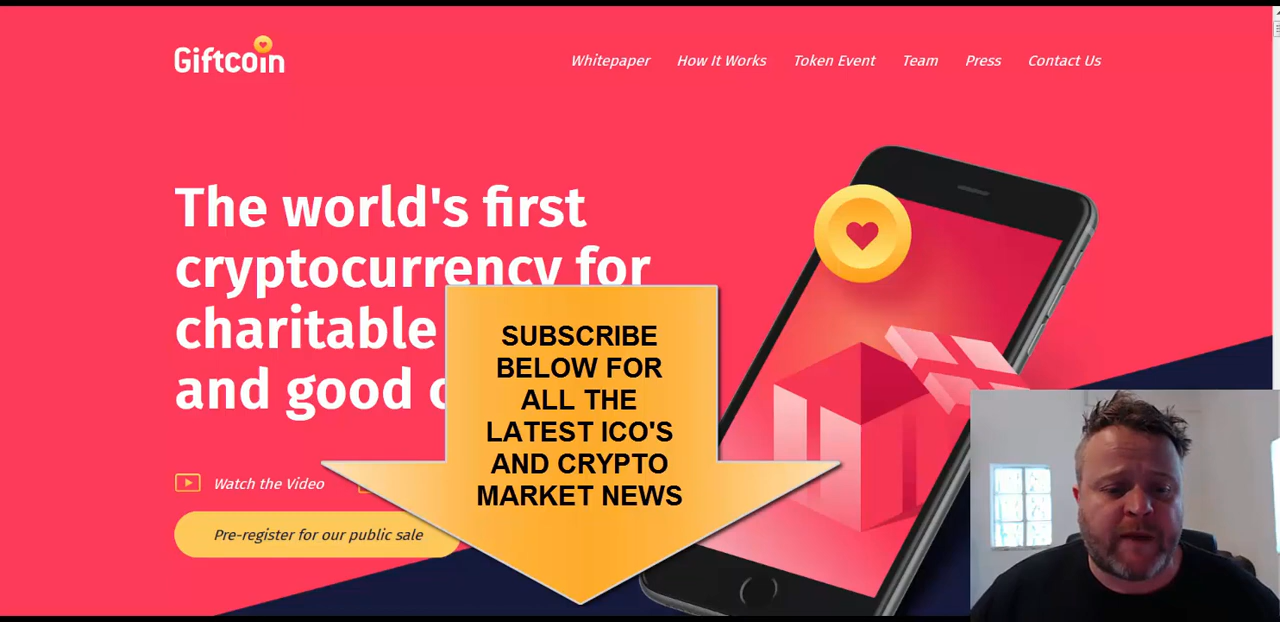 Giftcoin
Whitepaper How It Works Token Event Team Press Contact Us
The world's first
cryptocurrency for
charitable
and good
SUBSCRIBE
BELOW FOR
ALL THE
LATEST ICO'S
AND CRYPTO
MARKET NEWS
Watch the Video
Pre-register for our public sale